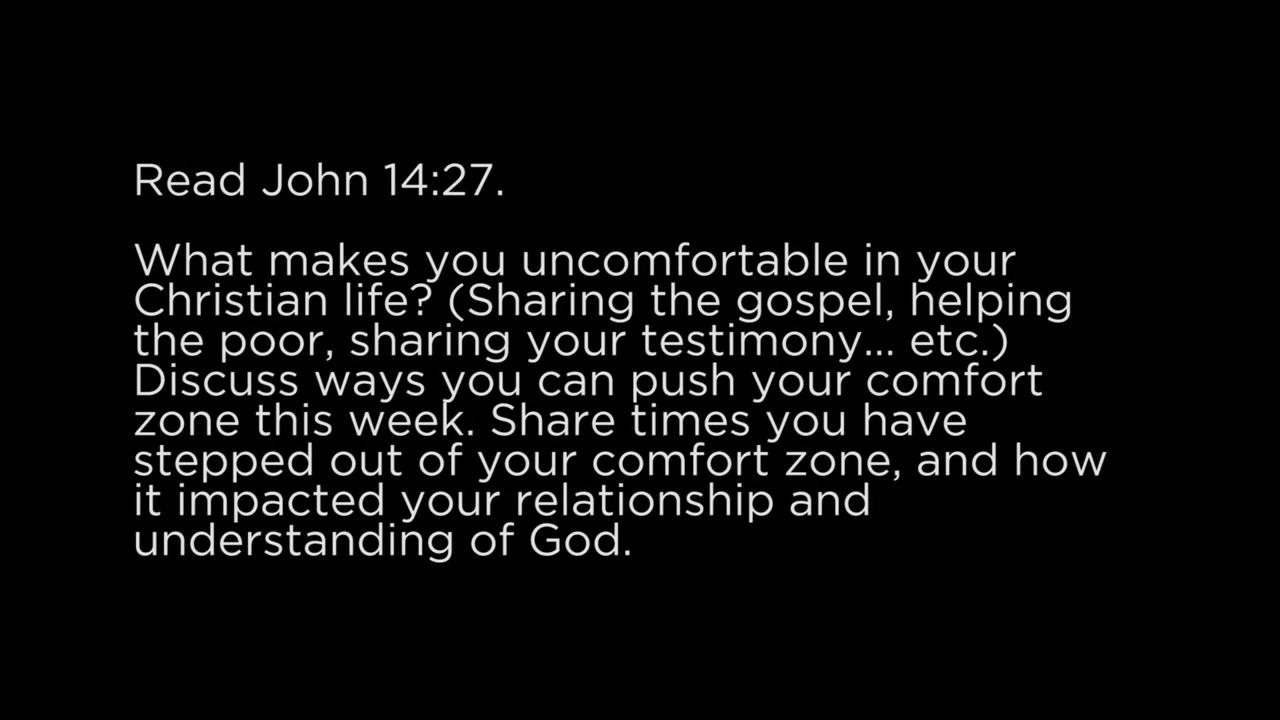 Read John 14:27.
What makes you uncomfortable in your
Christian life? (Sharing the gospel, helping
the poor, sharing your testimony... etc.)
Discuss ways you can push your comfort
zone this week. Share times you have
stepped out of your comfort zone, and how
it impacted your relationship and
understanding of God.